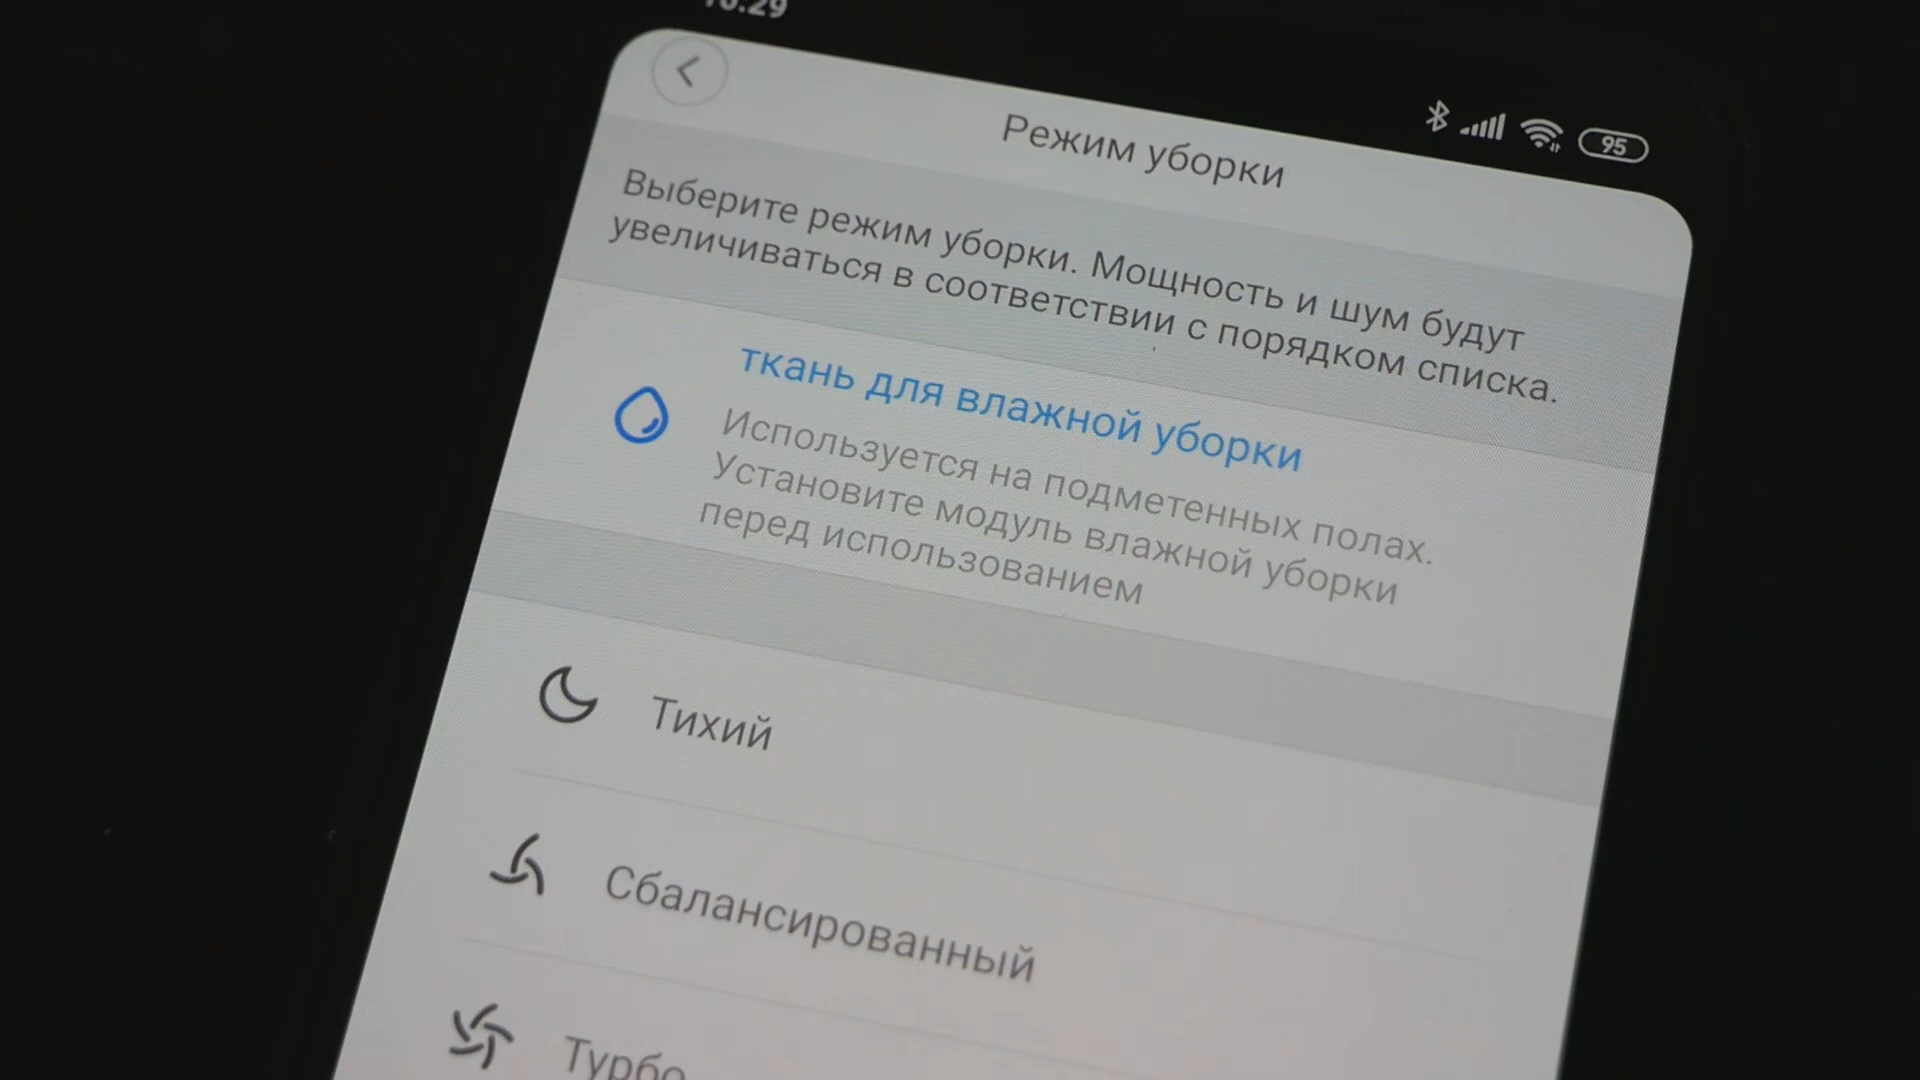 Режим уборки
95
Выберите режим уборки. Мощность и шум будут
увеличиваться в соответствии с порядком списка.
ткань для влажной уборки
Используется на подметенных полах.
Установите модуль влажной уборки
перед использованием
Тихий
Сбалансированный
Турбо